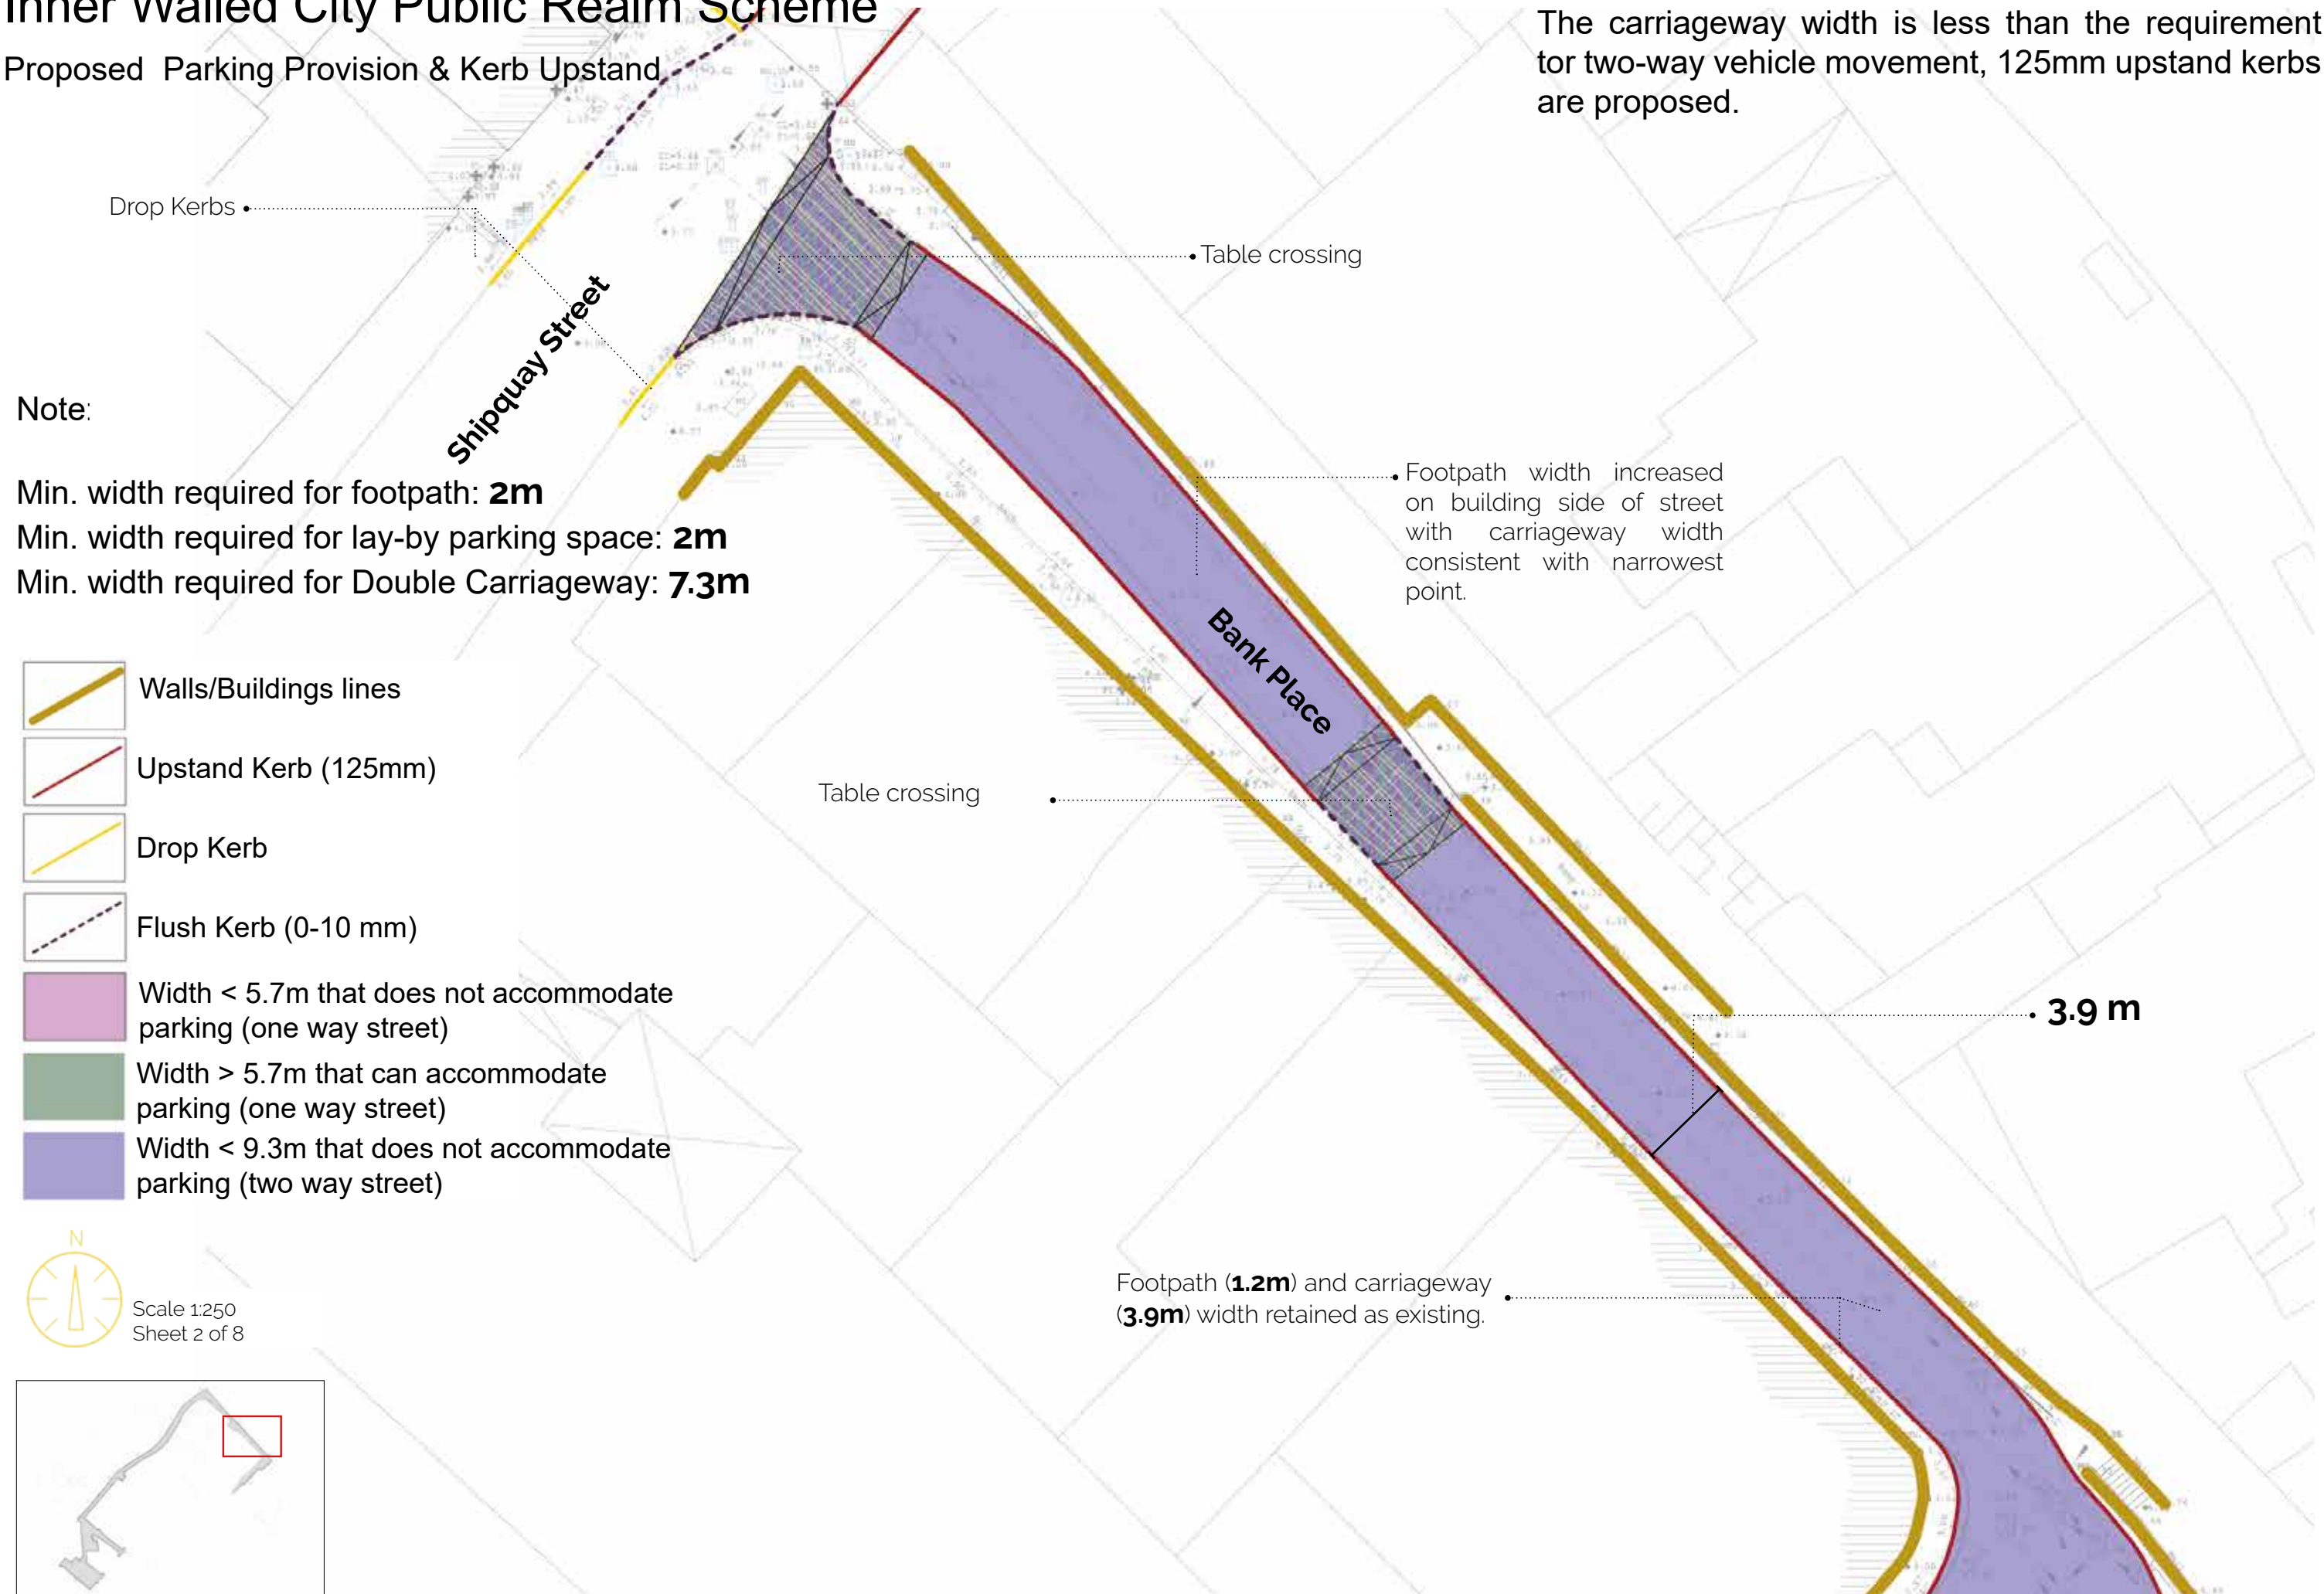 Inner Walled City Public Realm Scheme
Proposed  Parking Provision & Kerb Upstand
The carriageway width is less than the requirement
tor two-way vehicle movement, 125mm upstand kerbs
are proposed.
Drop Kerbs
Table crossing
Shipquay Street
Note:
Min. width required for footpath: 2m
Min. width required for lay-by parking space: 2m
Min. width required for Double Carriageway: 7.3m
Footpath width increased
on building side of street
with carriageway width
consistent with narrowest
point.
Bank Place
Walls/Buildings lines
Upstand Kerb (125mm)
Drop Kerb
Flush Kerb (0-10 mm)
Width < 5.7m that does not accommodate
parking (one way street)
Width > 5.7m that can accommodate
parking (one way street)
Width < 9.3m that does not accommodate
parking (two way street)
Table crossing
3.9 m
Footpath (1.2m) and carriageway
(3.9m) width retained as existing.
N
Scale 1:250
Sheet 2 of 8